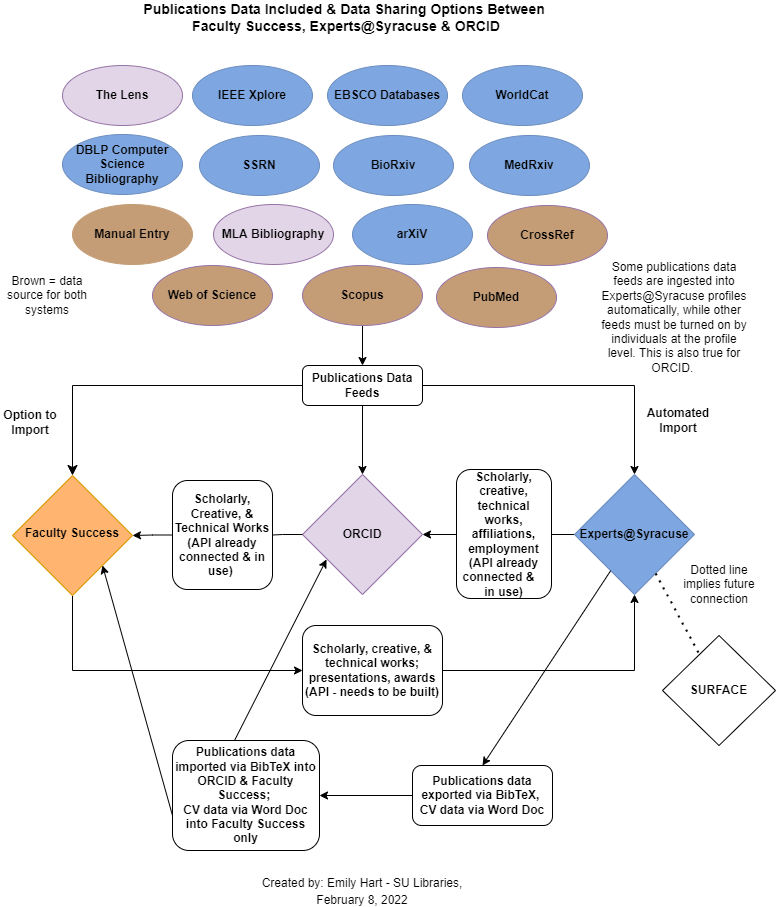 Publications Data Included & Data Sharing Options Between
Faculty Success, Experts@Syracuse & ORCID
The Lens
IEEE Xplore
EBSCO Databases
WorldCat
DBLP Computer
Science
Bibliography
SSRN
BioRxiv
MedRxiv
Manual Entry
MLA Bibliography
arXiV
CrossRef
Web of Science
Scopus
PubMed
Brown = data
source for both
systems
Some publications data
feeds are ingested into
Experts@Syracuse profiles
automatically, while other
feeds must be turned on by
individuals at the profile
level. This is also true for
ORCID.
Publications Data
Feeds
Option to
Import
Automated
Import
Faculty Success
Scholarly,
Creative, &
Technical Works
(API already
connected & in
use)
ORCID
Scholarly,
creative,
technical
works,
affiliations,
employment
(API already
connected &
in use)
Experts@Syracuse
Dotted line
implies future
connection
SURFACE
Scholarly, creative, &
technical works;
presentations, awards
(API - needs to be built)
Publications data
imported via BibTeX into
ORCID & Faculty
Success;
CV data via Word Doc
into Faculty Success
only
Publications data
exported via BibTeX,
CV data via Word Doc
Created by: Emily Hart - SU Libraries,
February 8, 2022